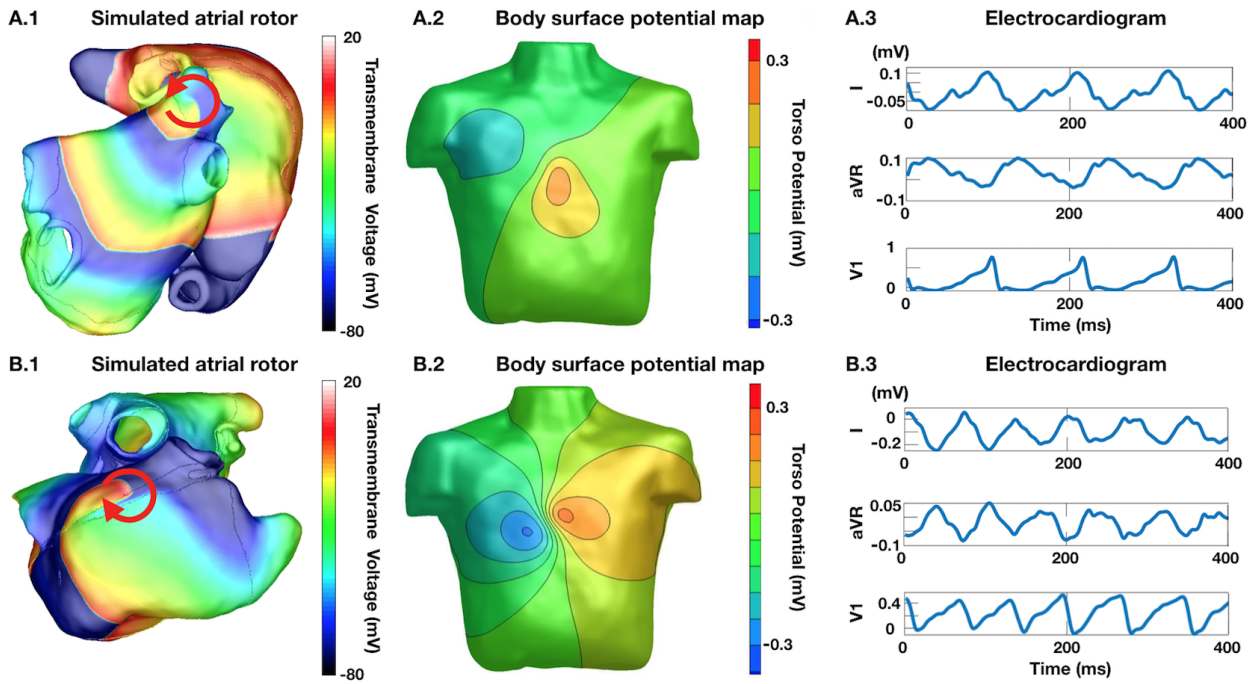 A.1 Simulated atrial rotor
20
Transmembrane Voltage (mV)
-80
A.2 Body surface potential map
0.3
Torso Potential (mV)
-0.3
A.3 Electrocardiogram
(mV)
I
0.1
-0.05
0 200 400
aVR
0.1
-0.1
0 200 400
V1
1
0
0 200 400
Time (ms)
B.1 Simulated atrial rotor
20
Transmembrane Voltage (mV)
-80
B.2 Body surface potential map
0.3
Torso Potential (mV)
-0.3
B.3 Electrocardiogram
(mV)
I
0
-0.2
0 200 400
aVR
0.05
-0.1
0 200 400
V1
0.4
0
0 200 400
Time (ms)